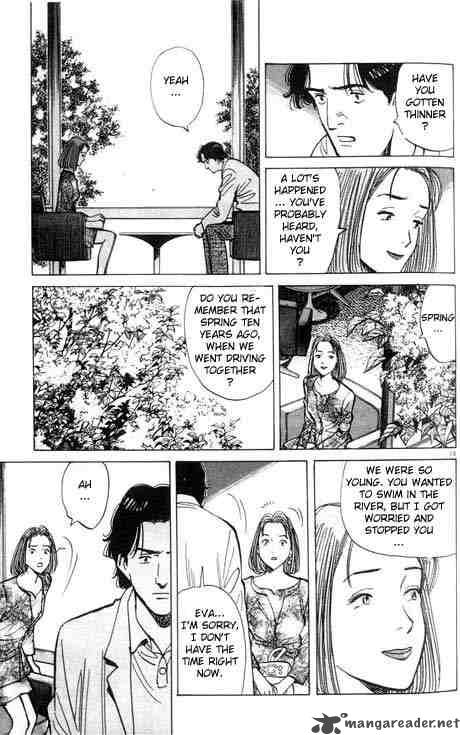 HAVE
YOU
GOTTEN
THINNER
?
A LOT'S
HAPPENED
... YOU'VE
PROBABLY
HEARD,
HAVEN'T
YOU?
YEAH
...
SPRING
...
DO YOU RE-
MEMBER THAT
SPRING TEN
YEARS AGO,
WHEN WE
WENT DRIVING
TOGETHER
?
WE WERE SO
YOUNG. YOU WANTED
TO SWIM IN THE
RIVER, BUT I GOT
WORRIED AND
STOPPED YOU
...
EVA...
I'M SORRY,
I DON'T
HAVE THE
TIME RIGHT
NOW.
AH
...
mangareader.net